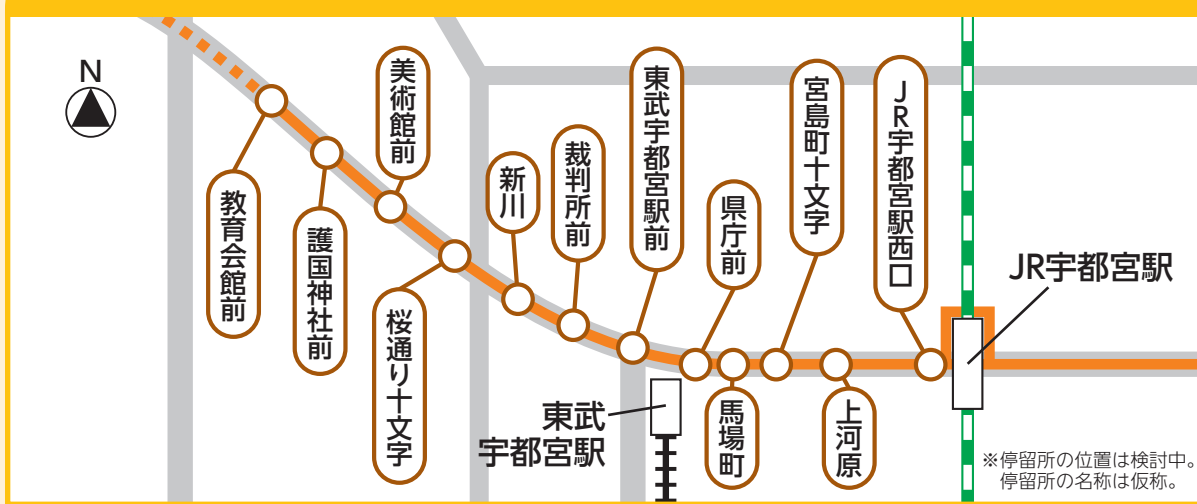 N
教育会館前
護国神社前
美術館前
桜通り十文字
新川
裁判所前
東武宇都宮駅前
県庁前
馬場町
宮島町十文字
上河原
JR宇都宮駅西口
JR宇都宮駅
東武
宇都宮駅
※停留所の位置は検討中。
停留所の名称は仮称。